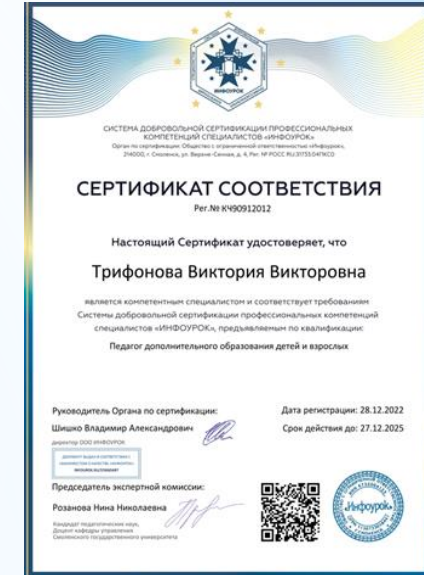 ИНФОУРОК
СИСТЕМА ДОБРОВОЛЬНОЙ СЕРТИФИКАЦИИ ПРОФЕССИОНАЛЬНЫХ
КОМПЕТЕНЦИЙ СПЕЦИАЛИСТОВ «ИНФОУРОК»
Орган по сертификации: Общество с ограниченной ответственностью «Инфоурок»,
214000, г. Смоленск, ул. Верхне-Сенная, д. 4, Рег. № РОСС RU.31755.04ПКС0
СЕРТИФИКАТ СООТВЕТСТВИЯ
Рег.№ КЧ90912012
Настоящий Сертификат удостоверяет, что
Трифонова Виктория Викторовна
является компетентным специалистом и соответствует требованиям
Системы добровольной сертификации профессиональных компетенций
специалистов «ИНФОУРОК», предъявляемым по квалификации:
Педагог дополнительного образования детей и взрослых
Руководитель Органа по сертификации:
Шишко Владимир Александрович
директор ООО ИНФОУРОК
Дата регистрации: 28.12.2022
Срок действия до: 27.12.2025
Председатель экспертной комиссии:
Розанова Нина Николаевна
Кандидат педагогических наук,
Доцент кафедры управления
Смоленского государственного университета
Инфоурок